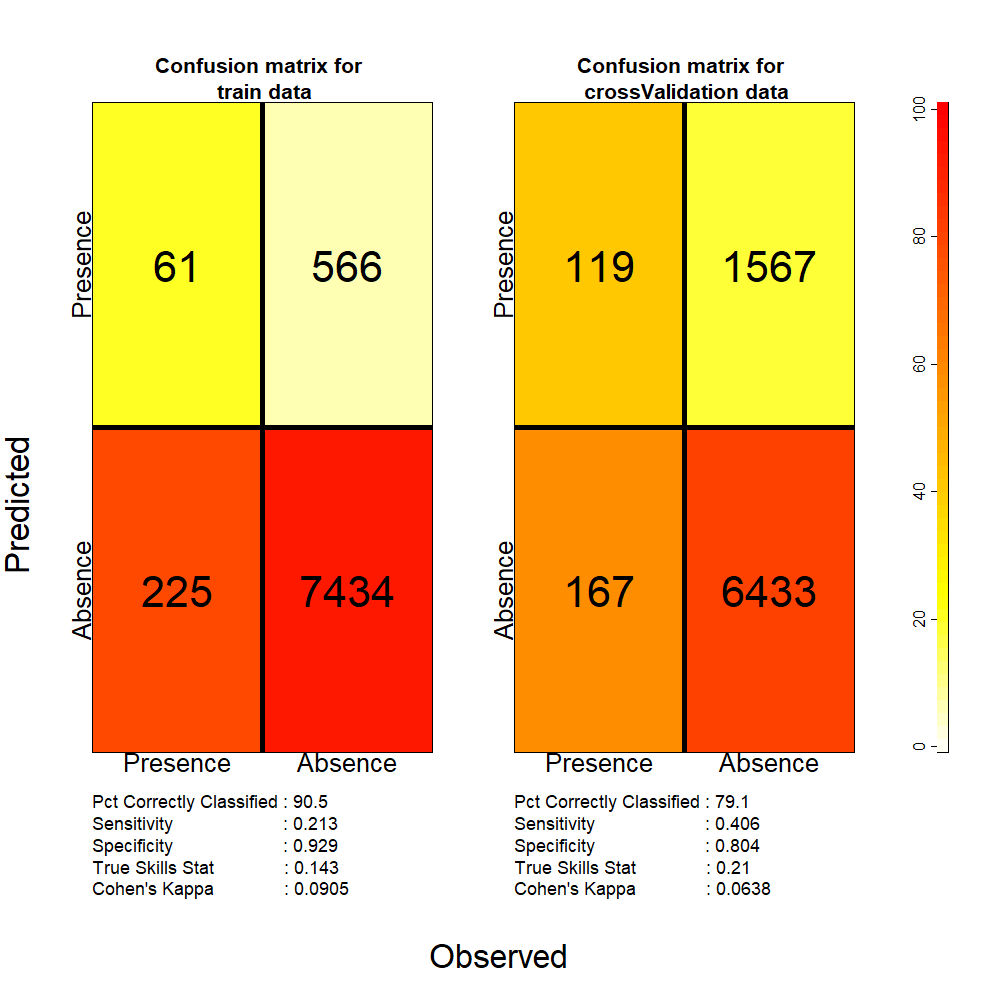 Confusion matrix for
train data
Confusion matrix for
crossValidation data
Predicted
Presence
61
566
Absence
225
7434
Presence
Absence
Presence
119
1567
Absence
167
6433
Presence
Absence
100
80
60
40
20
0
Pct Correctly Classified : 90.5
Sensitivity : 0.213
Specificity : 0.929
True Skills Stat : 0.143
Cohen's Kappa : 0.0905
Pct Correctly Classified : 79.1
Sensitivity : 0.406
Specificity : 0.804
True Skills Stat : 0.21
Cohen's Kappa : 0.0638
Observed